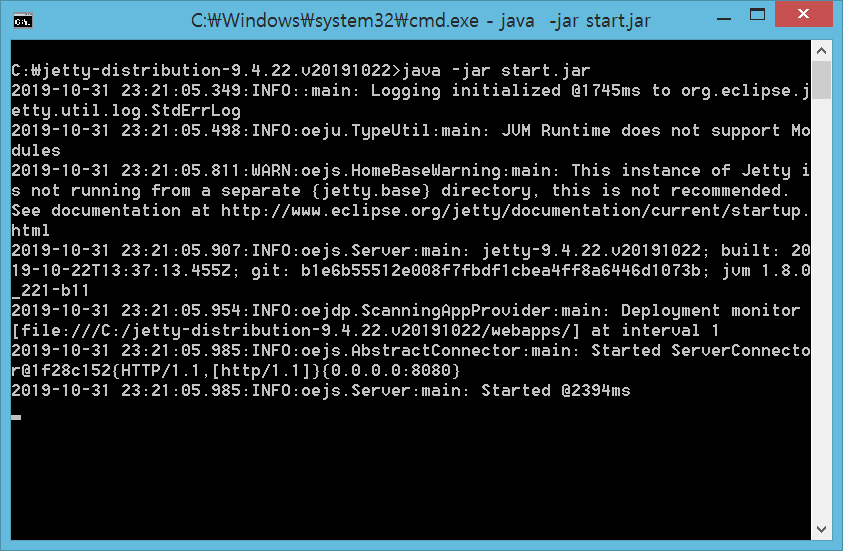 C:₩Windows₩system32₩cmd.exe - java  -jar start.jar
C:₩jetty-distribution-9.4.22.v20191022>java -jar start.jar
2019-10-31 23:21:05.349:INFO::main: Logging initialized @1745ms to org.eclipse.j
etty.util.log.StdErrLog
2019-10-31 23:21:05.498:INFO:oeju.TypeUtil:main: JVM Runtime does not support Mo
dules
2019-10-31 23:21:05.811:WARN:oejs.HomeBaseWarning:main: This instance of Jetty i
s not running from a separate {jetty.base} directory, this is not recommended.
See documentation at http://www.eclipse.org/jetty/documentation/current/startup.
html
2019-10-31 23:21:05.907:INFO:oejs.Server:main: jetty-9.4.22.v20191022; built: 20
19-10-22T13:37:13.455Z; git: b1e6b55512e008f7fbdf1cbea4ff8a6446d1073b; jvm 1.8.0
_221-b11
2019-10-31 23:21:05.954:INFO:oejdp.ScanningAppProvider:main: Deployment monitor
[file:///C:/jetty-distribution-9.4.22.v20191022/webapps/] at interval 1
2019-10-31 23:21:05.985:INFO:oejs.AbstractConnector:main: Started ServerConnecto
r@1f28c152{HTTP/1.1,[http/1.1]}{0.0.0.0:8080}
2019-10-31 23:21:05.985:INFO:oejs.Server:main: Started @2394ms